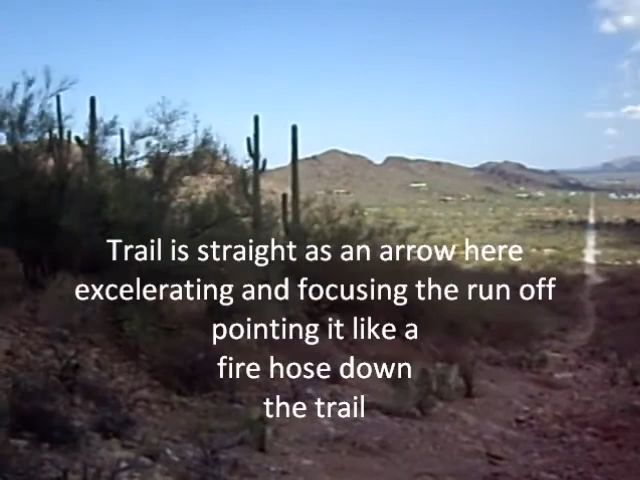 Trail is straight as an arrow here
excelerating and focusing the run off
pointing it like a
fire hose down
the trail